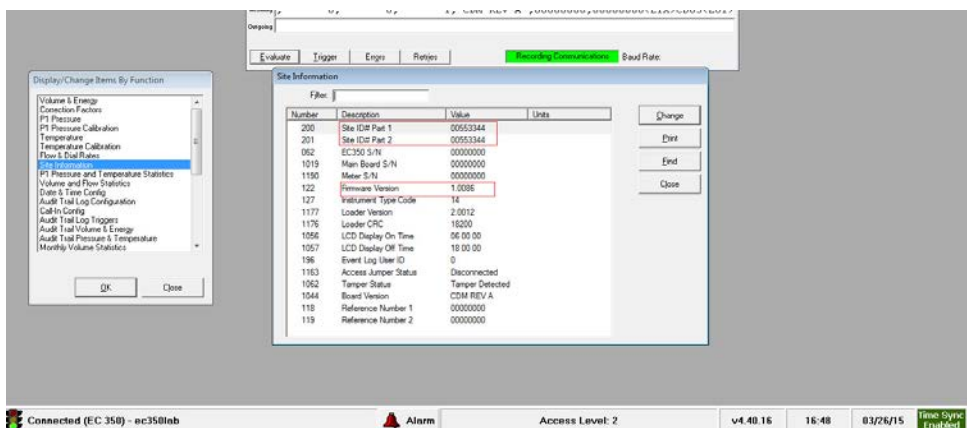 Outgoing
Evaluate Trigger Errors Retries Recording Communications Baud Rate:
Display/Change Items By Function
Volume & Energy
Correction Factors
P1 Pressure
P1 Pressure Calibration
Temperature
Temperature Calibration
Flow & Dial Rates
Site Information
P1 Pressure and Temperature Statistics
Volume and Flow Statistics
Date & Time Config
Audit Trail Log Configuration
Call-In Config
Audit Trail Log Triggers
Audit Trail Volume & Energy
Audit Trail Pressure & Temperature
Monthly Volume Statistics
OK Close
Site Information
Filter:
Number Description Value Units
200 Site ID# Part 1 00553344
201 Site ID# Part 2 00553344
062 EC350 S/N 00000000
1019 Main Board S/N 00000000
1190 Meter S/N 00000000
122 Firmware Version 1.0086
127 Instrument Type Code 14
1177 Loader Version 2.0012
1176 Loader CRC 18200
1056 LCD Display On Time 06 00 00
1057 LCD Display Off Time 18 00 00
196 Event Log User ID 0
1163 Access Jumper Status Disconnected
1062 Tamper Status Tamper Detected
1044 Board Version CDM REV A
118 Reference Number 1 00000000
119 Reference Number 2 00000000
Change
Print
Find
Close
Connected (EC 350) - ec350lab Alarm Access Level: 2 v4.40.16 16:48 03/26/15 Time Sync
Enabled